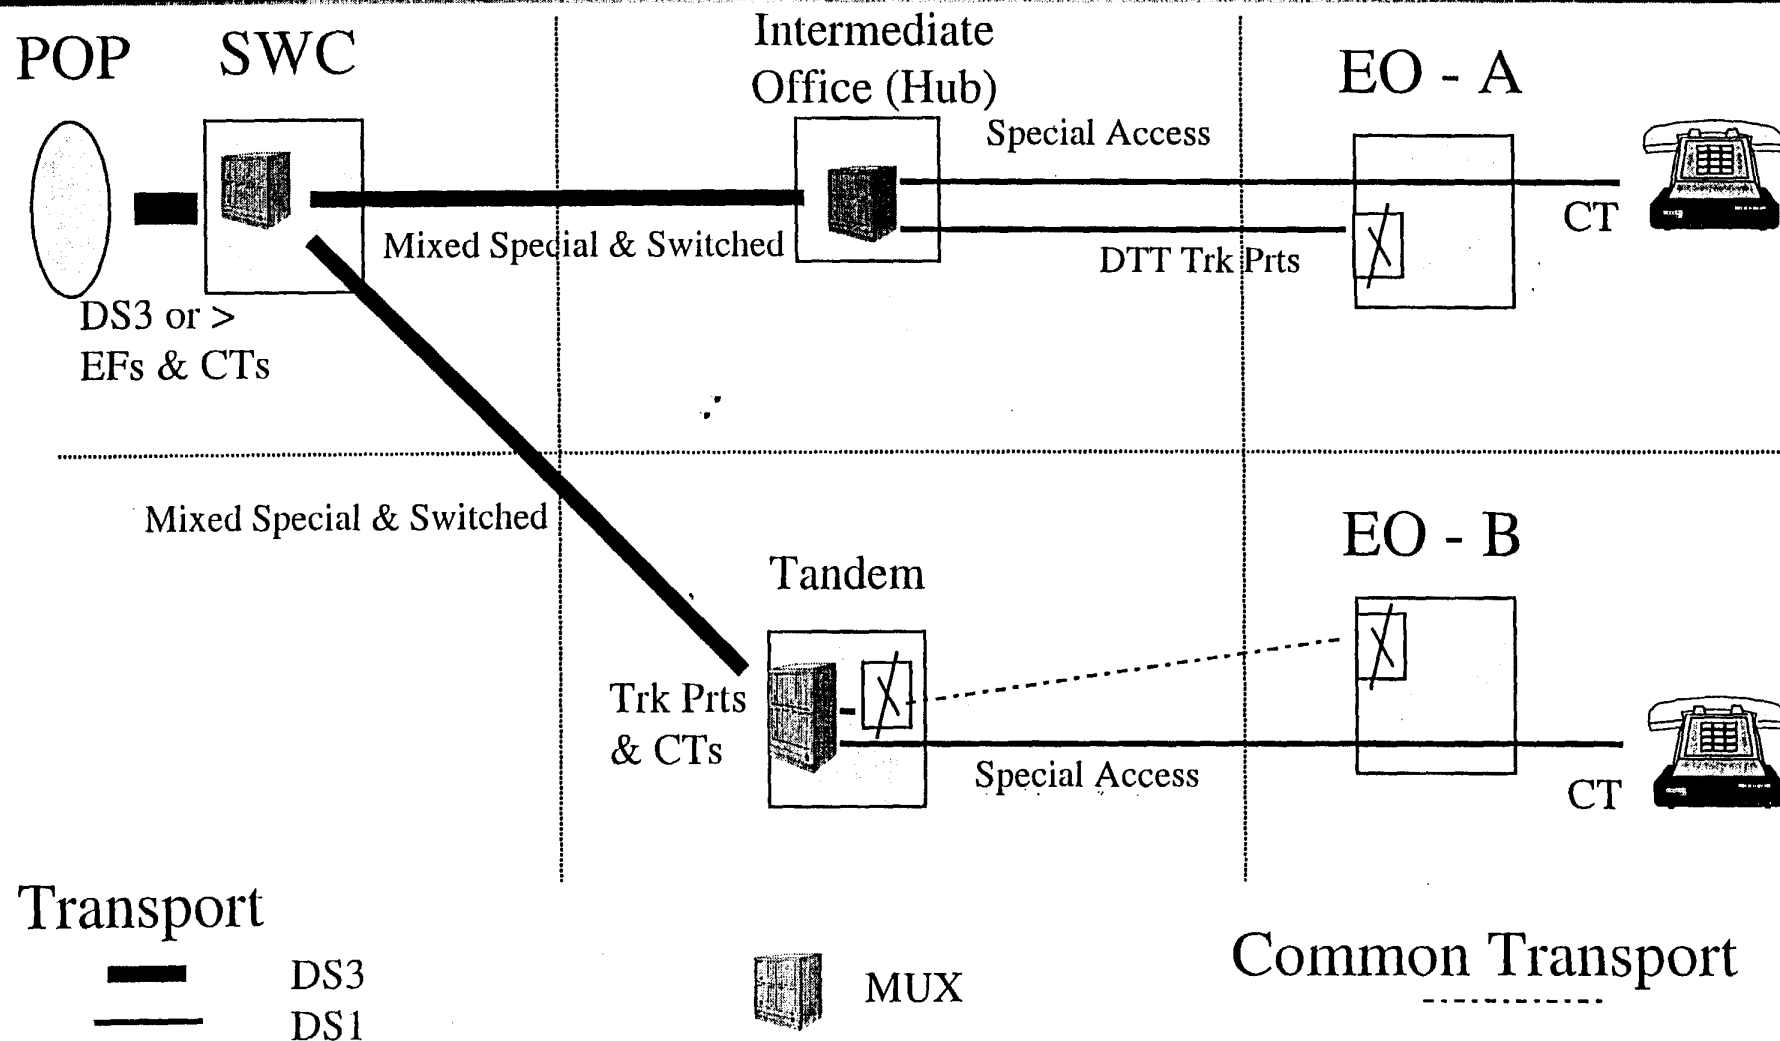 POP
SWC
Intermediate
Office (Hub)
EO - A
Special Access
CT
Mixed Special & Switched
DTT Trk Prts
DS3 or >
EFs & CTs
Mixed Special & Switched
EO - B
Tandem
Trk Prts
& CTs
Special Access
CT
Transport
DS3
DS1
MUX
Common Transport